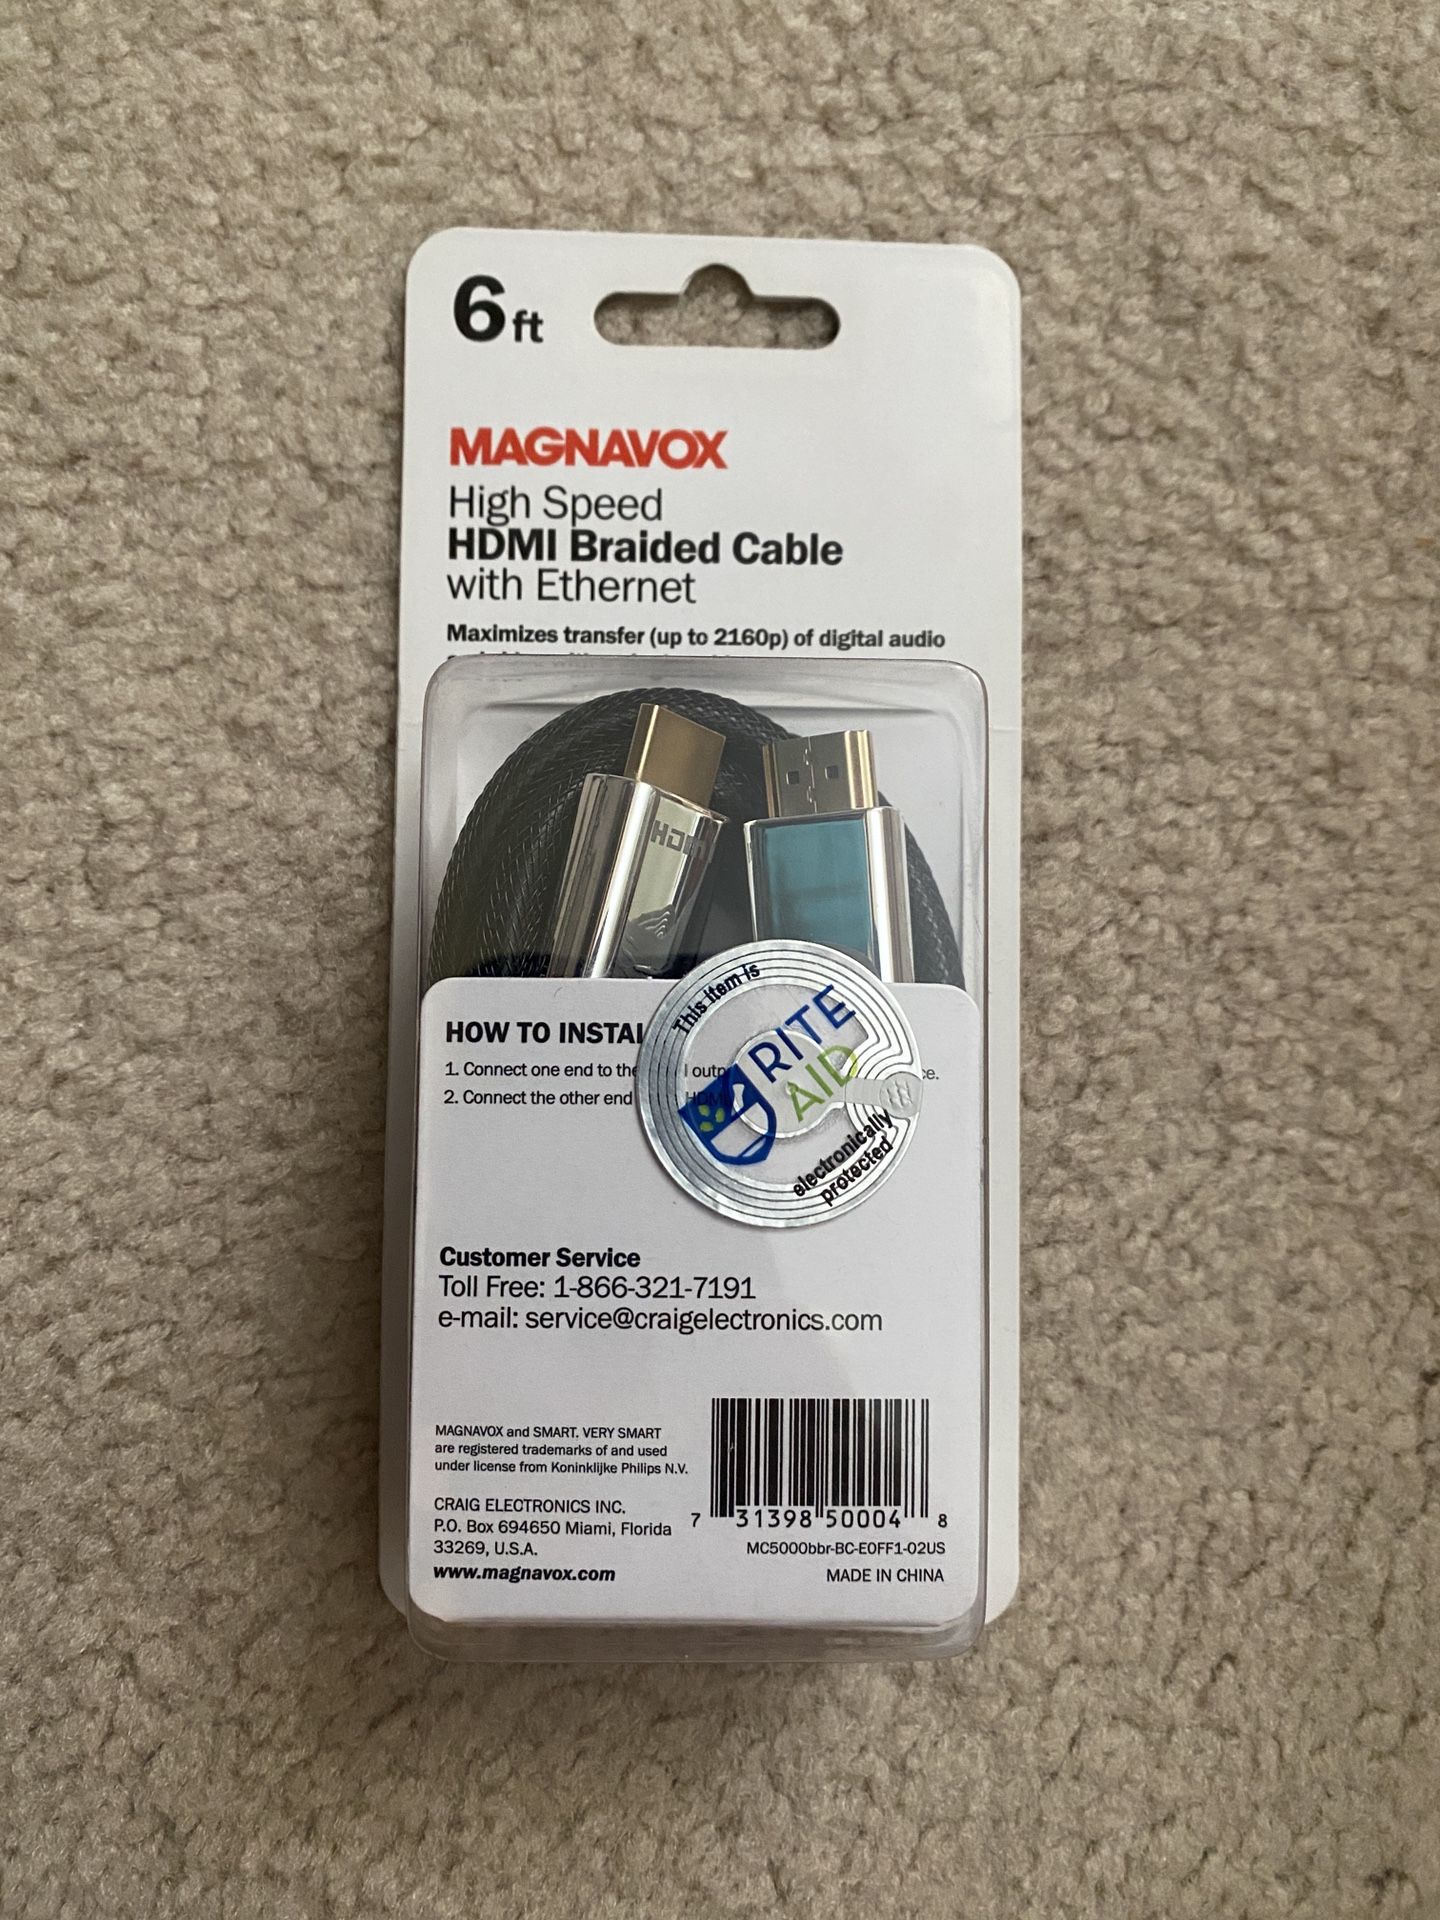 6 ft
MAGNAVOX
High Speed
HDMI Braided Cable
with Ethernet
Maximizes transfer (up to 2160p) of digital audio
HDMI
HOW TO
1. Connect one end to the
2. Connect the other end HDMI
This item is
RITE
AID
electronically
protected
Customer Service
Toll Free: 1-866-321-7191
e-mail: service@craigelectronics.com
MAGNAVOX and SMART. VERY SMART
are registered trademarks of and used
under license from Koninklijke Philips N.V.
CRAIG ELECTRONICS INC.
P.O. Box 694650 Miami, Florida
33269, U.S.A.
www.magnavox.com
7 31398 50004 8
MC5000bbr-BC-E0FF1-02US
MADE IN CHINA